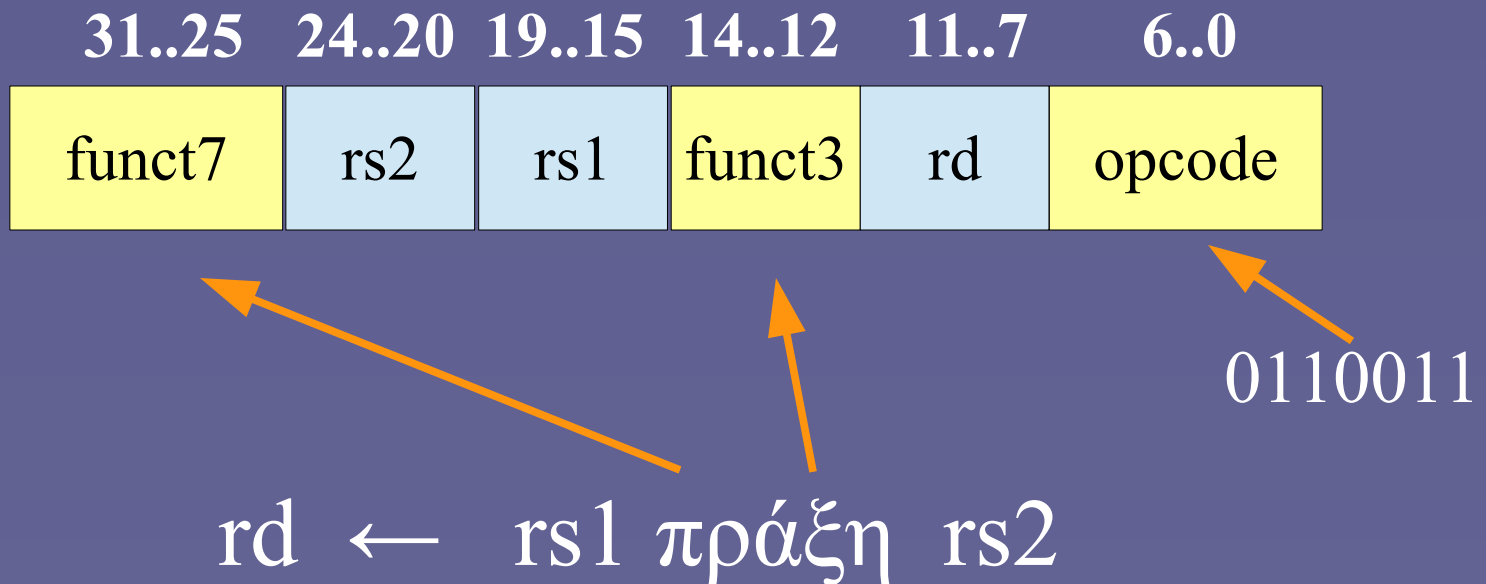 31..25 24..20 19..15 14..12 11..7 6..0
funct7 rs2 rs1 funct3 rd opcode
0110011
rd ← rs1 πράξη rs2